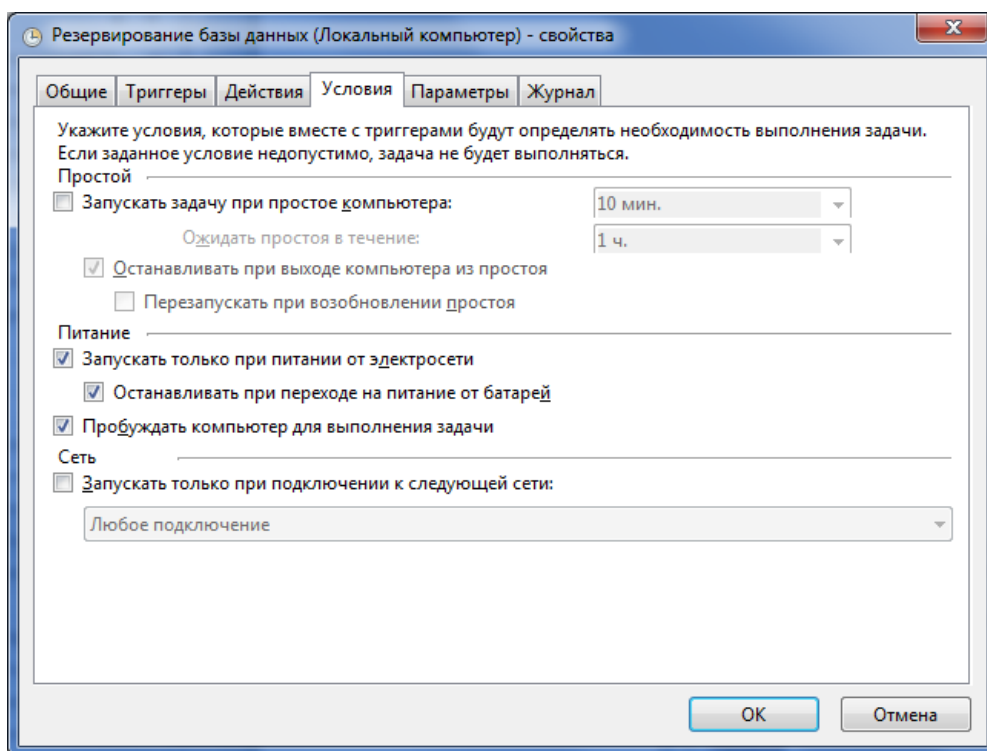 Резервирование базы данных (Локальный компьютер) - свойства
Общие Триггеры Действия Условия Параметры Журнал
Укажите условия, которые вместе с триггерами будут определять необходимость выполнения задачи.
Если заданное условие недопустимо, задача не будет выполняться.
Простой
Запускать задачу при простое компьютера: 10 мин.
Ожидать простоя в течение: 1 ч.
Останавливать при выходе компьютера из простоя
Перезапускать при возобновлении простоя
Питание
Запускать только при питании от электросети
Останавливать при переходе на питание от батарей
Пробуждать компьютер для выполнения задачи
Сеть
Запускать только при подключении к следующей сети:
Любое подключение
ОК Отмена